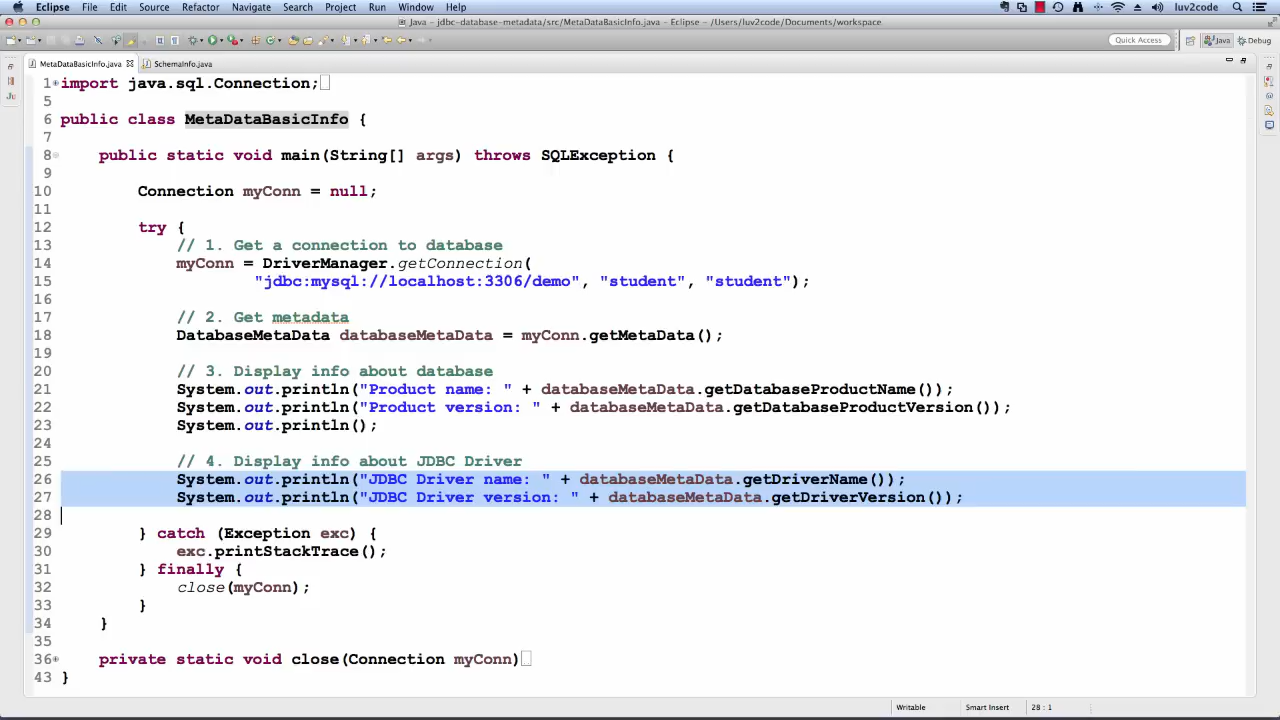 Eclipse File Edit Source Refactor Navigate Search Project Run Window Help luv2code
Java - jdbc-database-metadata/src/MetaDataBasicInfo.java - Eclipse - /Users/luv2code/Documents/workspace
Quick Access Java Debug
MetaDataBasicInfo.java SchemaInfo.java
1 import java.sql.Connection;
5
6 public class MetaDataBasicInfo {
7
8 public static void main(String[] args) throws SQLException {
9
10 Connection myConn = null;
11
12 try {
13 // 1. Get a connection to database
14 myConn = DriverManager.getConnection(
15 "jdbc:mysql://localhost:3306/demo", "student", "student");
16
17 // 2. Get metadata
18 DatabaseMetaData databaseMetaData = myConn.getMetaData();
19
20 // 3. Display info about database
21 System.out.println("Product name: " + databaseMetaData.getDatabaseProductName());
22 System.out.println("Product version: " + databaseMetaData.getDatabaseProductVersion());
23 System.out.println();
24
25 // 4. Display info about JDBC Driver
26 System.out.println("JDBC Driver name: " + databaseMetaData.getDriverName());
27 System.out.println("JDBC Driver version: " + databaseMetaData.getDriverVersion());
28
29 } catch (Exception exc) {
30 exc.printStackTrace();
31 } finally {
32 close(myConn);
33 }
34 }
35
36 private static void close(Connection myConn)
43 }
Writable Smart Insert 28 : 1